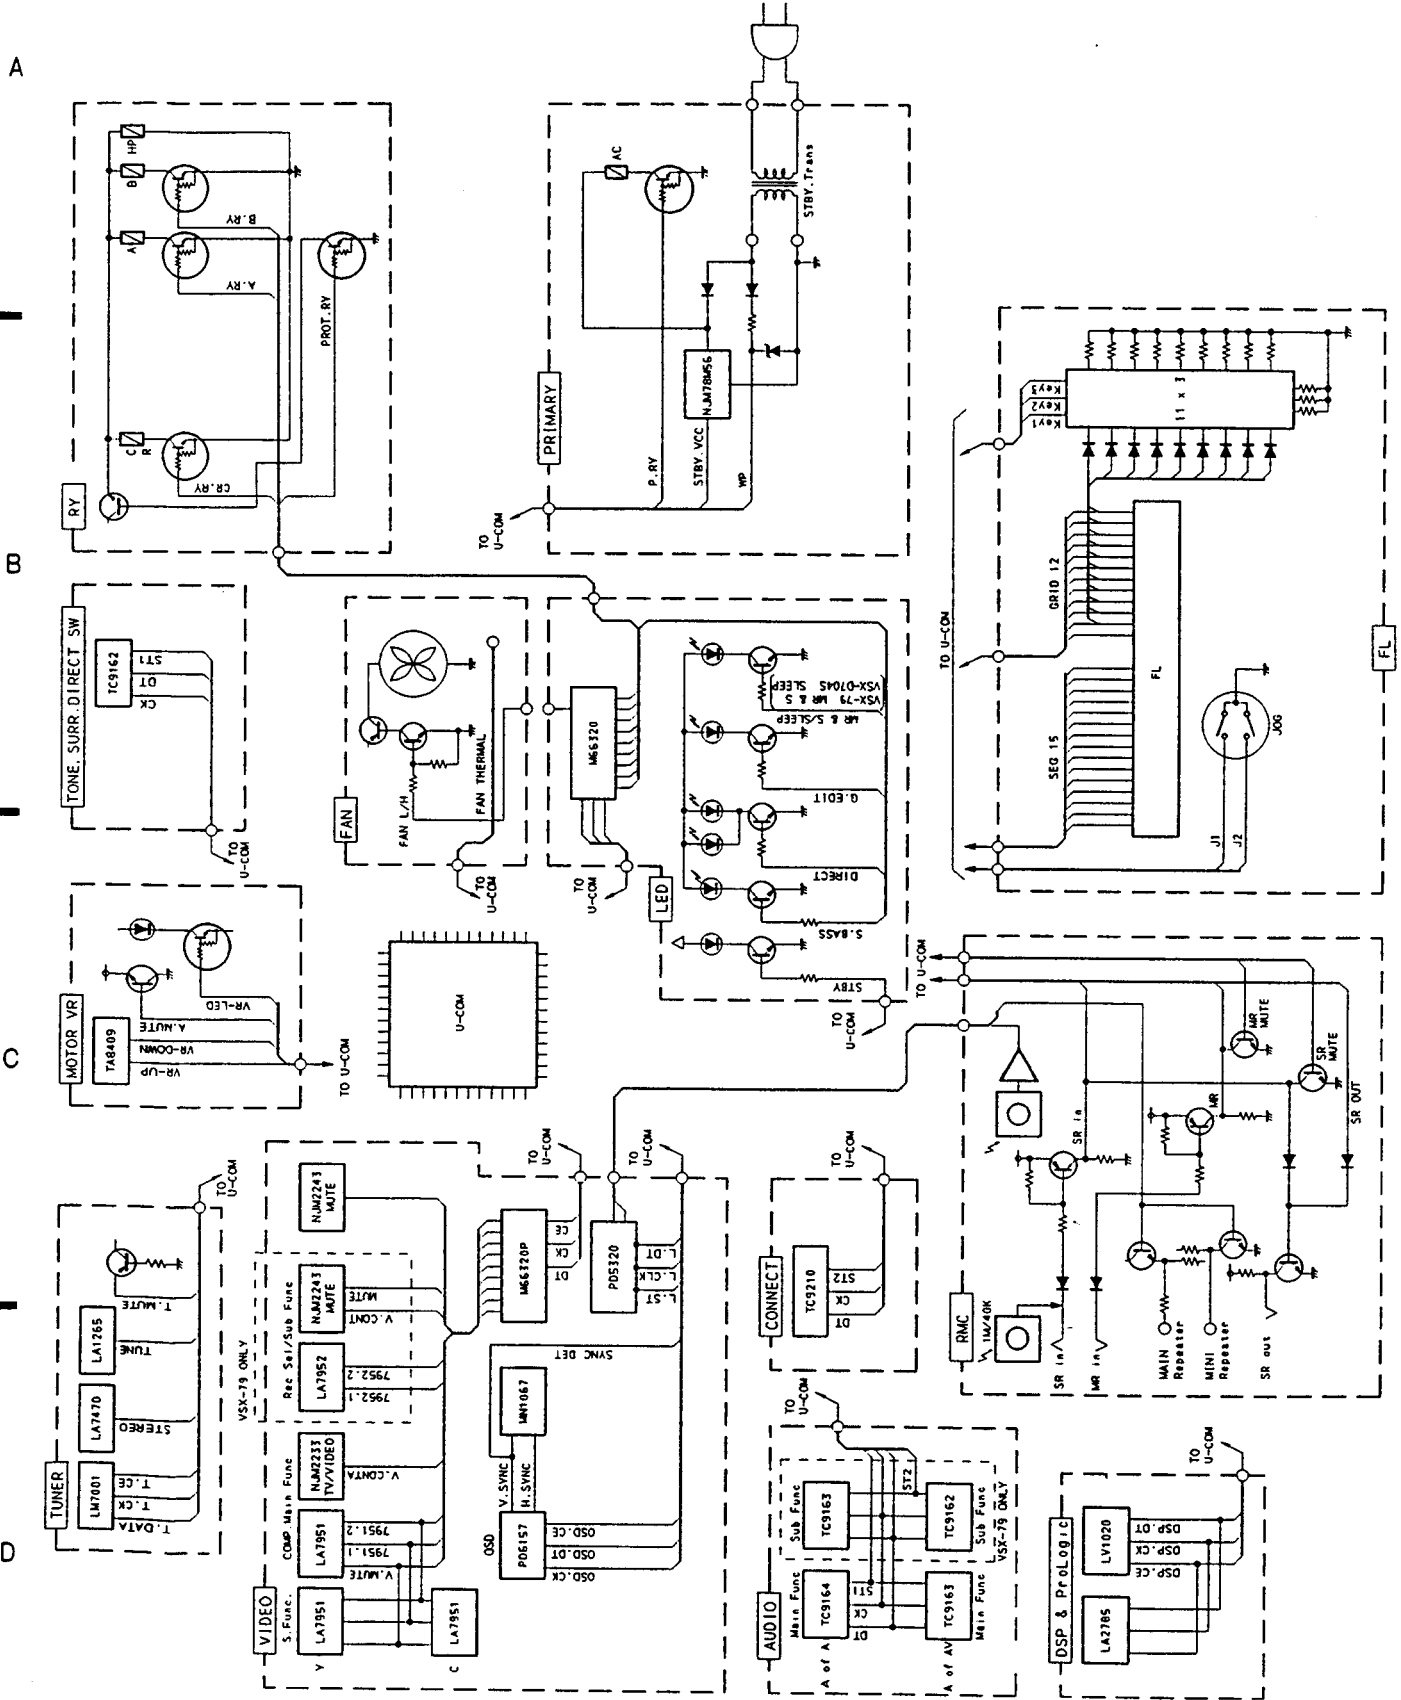 A
HP
B
A
B.RY
A.RY
PROT.RY
C
R
CR.RY
RY
AC
STBY.Trans
NJM78M56
PRIMARY
P.RY
STBY.VCC
WP
TO
U-COM
Key3
Key2
Key1
11 x 3
GRID 12
SEG 15
FL
TO U-COM
JOG
J1
J2
FL
B
TONE, SURR.DIRECT SW
TC9162
ST1
DT
CK
TO
U-COM
FAN
FAN L/H
FAN THERMAL
TO
U-COM
M66320
TO
U-COM
LED
VSX-D704S SLEEP
VSX-79 MR & S
MR & S/SLEEP
G.EDIT
DIRECT
S.BASS
STBY
TO
U-COM
C
MOTOR VR
TA8409
VR-LED
A.MUTE
VR-DOWN
VR-UP
TO U-COM
U-COM
TO U-COM
MR
MUTE
SR
MUTE
MR
SR in
SR OUT
RMC
1M/40K
SR in
MR in
MAIN
Repeater
MINI
Repeater
SR out
TUNER
LM7001
LA7470
LA1265
T.MUTE
TUNE
STEREO
T.CE
T.CK
T.DATA
TO
U-COM
VIDEO
NJM2243
MUTE
Rec Sel/Sub Func
VSX-79 ONLY
NJM2243
MUTE
MUTE
V.CONT
LA7952
7952.2
7952.1
Main Func
NJM2233
TV/VIDEO
V.CONTA
COMP.
LA7951
7951.2
7951.1
V.MUTE
S.Func.
LA7951
Y
LA7951
C
M66320P
CE
CK
DT
TO
U-COM
PD5320
L.DT
L.CLK
L.ST
TO
U-COM
SYNC DET
MN1067
V.SYNC
H.SYNC
OSD
PD6157
OSD.CE
OSD.DT
OSD.CK
CONNECT
TC9210
ST2
CK
DT
TO
U-COM
AUDIO
TO
U-COM
Sub Func
TC9163
ST2
TC9162
Sub Func
VSX-79 ONLY
Main Func
TC9164
ST1
CK
DT
TC9163
Main Func
A of A
A of AV
DSP & ProLogic
LV1020
DSP.DT
DSP.CK
DSP.CE
LA2785
TO
U-COM
D